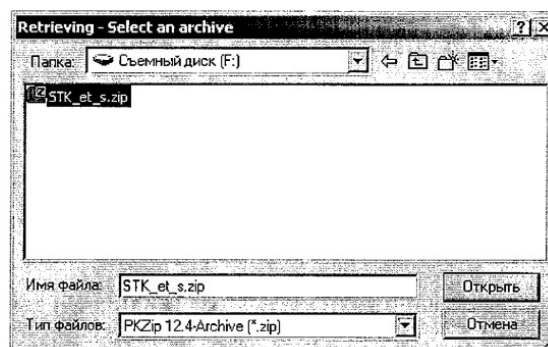 Retrieving - Select an archive
Папка: Съемный диск (F:)
STK_et_s.zip
Имя файла: STK_et_s.zip Открыть
Тип файлов: PKZip 12.4-Archive (*.zip) Отмена